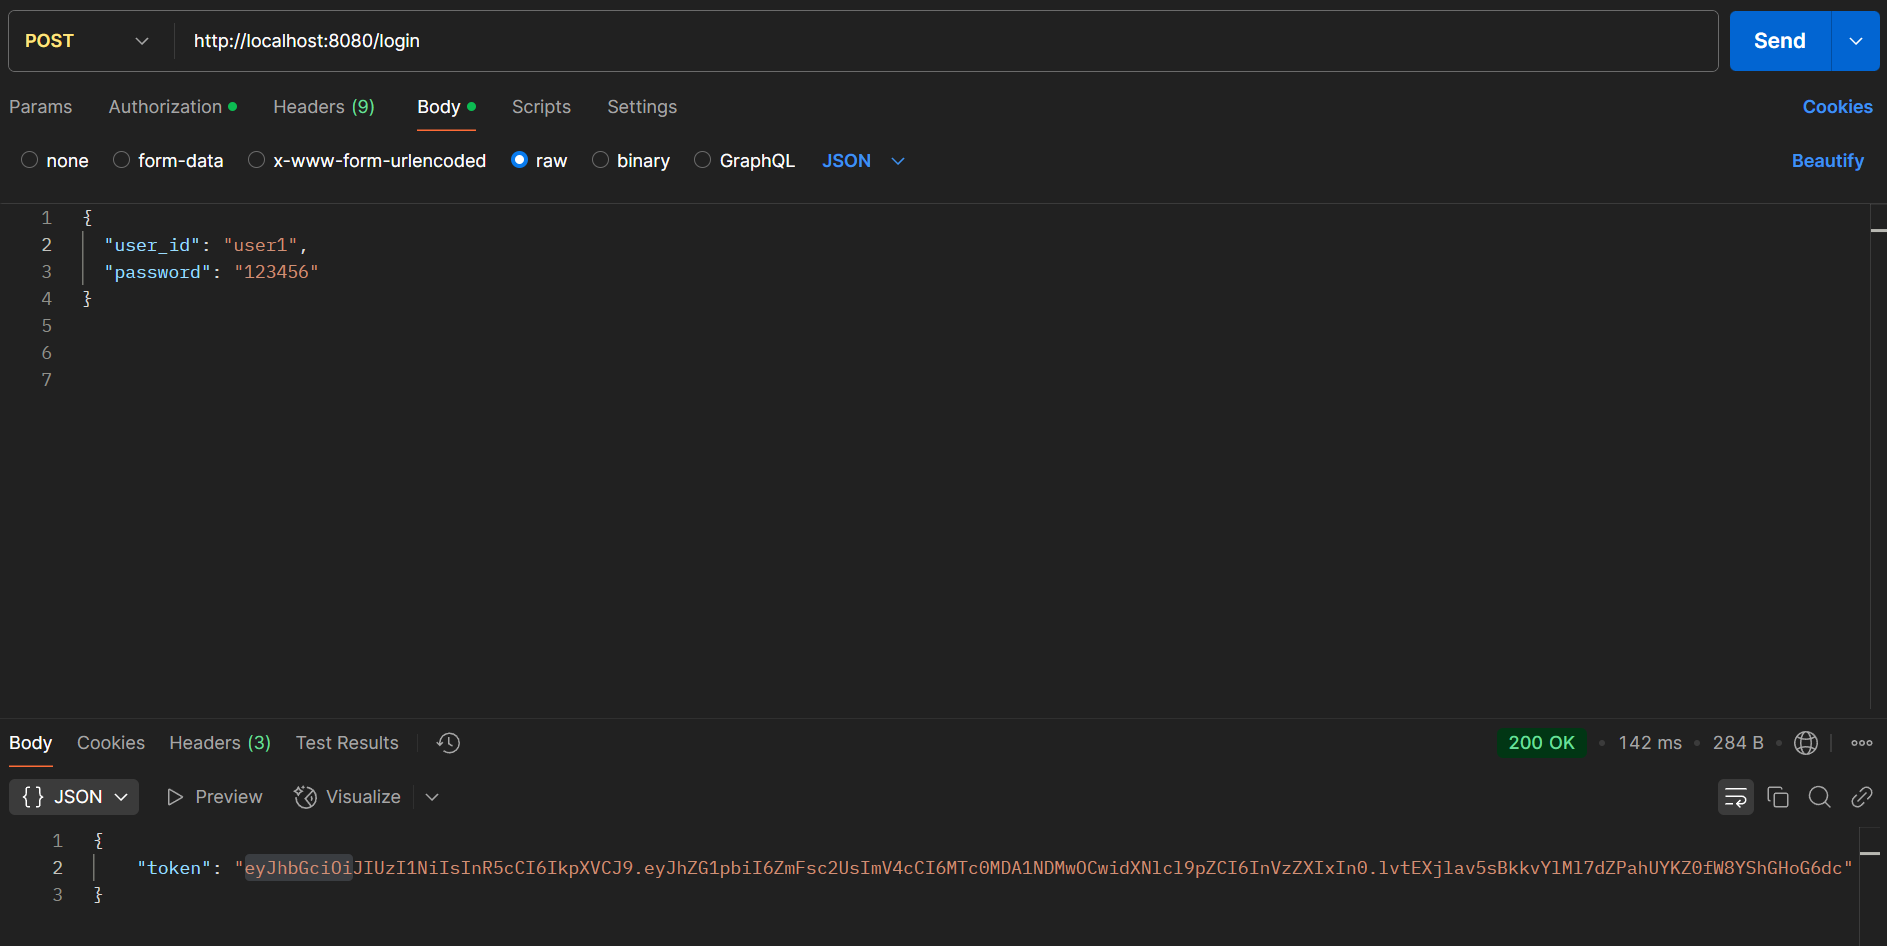 POST http://localhost:8080/login Send
Params Authorization Headers (9) Body Scripts Settings Cookies
none form-data x-www-form-urlencoded raw binary GraphQL JSON Beautify
1 {
2 "user_id": "user1",
3 "password": "123456"
4 }
5
6
7
Body Cookies Headers (3) Test Results 200 OK • 142 ms • 284 B •
{} JSON Preview Visualize
1 {
2 "token": "eyJhbGciOiJIUzI1NiIsInR5cCI6IkpXVCJ9.eyJhZG1pbiI6ZmFsc2UsImV4cCI6MTc0MDA1NDMwOCwidXNlcl9pZCI6InVzZXIxIn0.lvtEXjlav5sBkkvYlMl7dZPahUYKZ0fW8YShGHoG6dc"
3 }